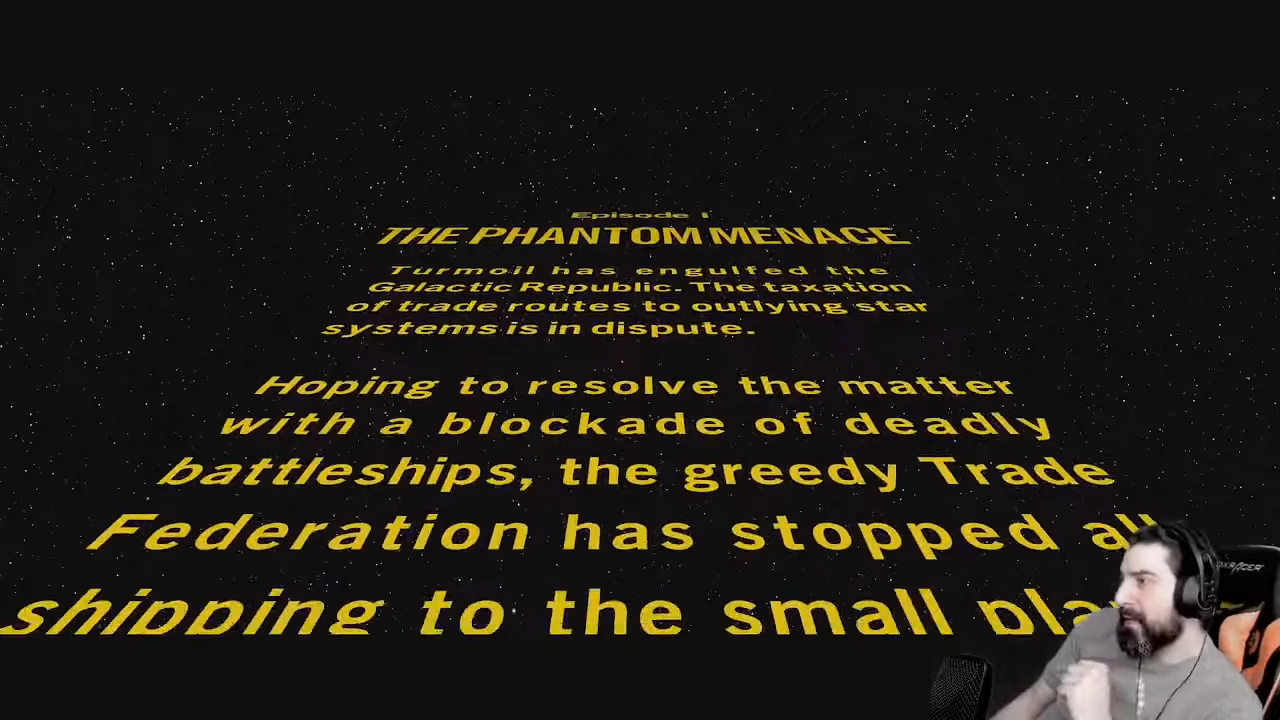 Episode I
THE PHANTOM MENACE
Turmoil has engulfed the
Galactic Republic. The taxation
of trade routes to outlying star
systems is in dispute.
Hoping to resolve the matter
with a blockade of deadly
battleships, the greedy Trade
Federation has stopped all
shipping to the small